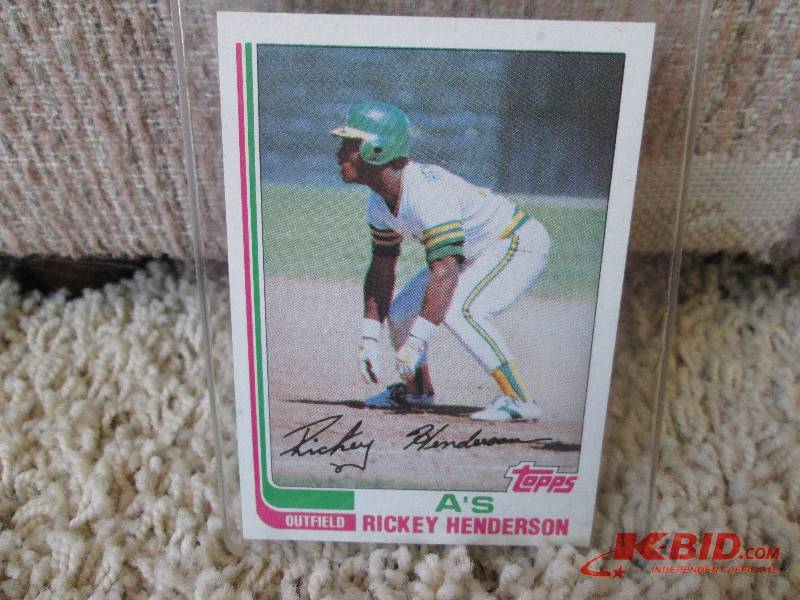 Rickey Henderson
Topps
A'S
OUTFIELD RICKEY HENDERSON
K-BID.COM
INDEPENDENT AFFILIATE